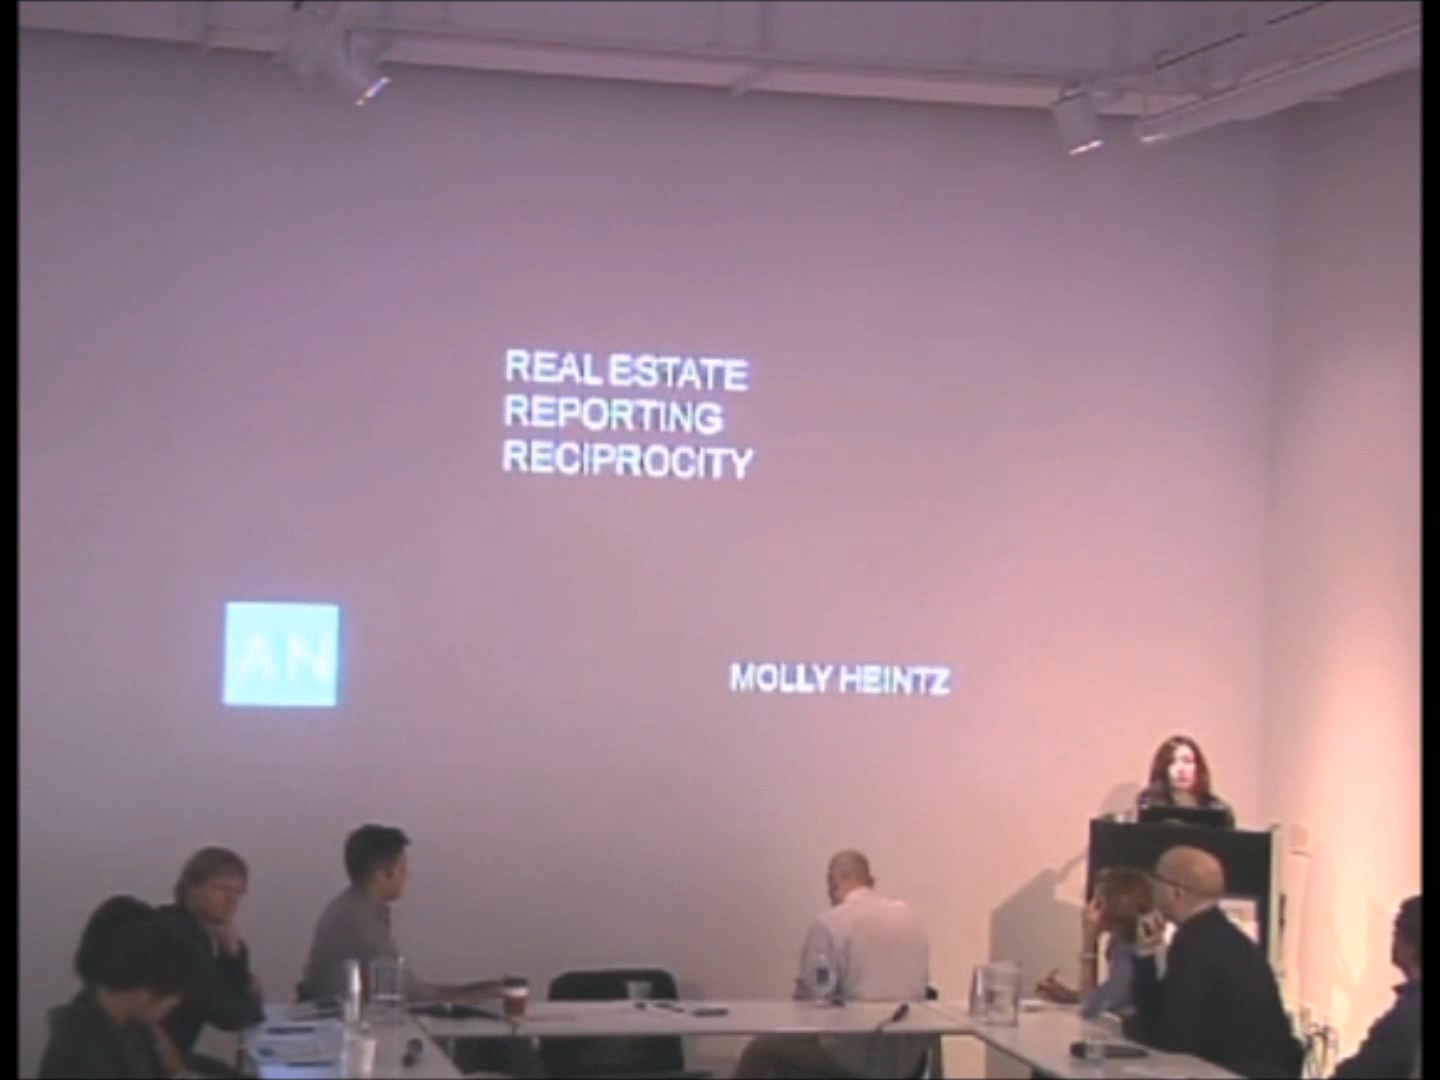 REAL ESTATE
REPORTING
RECIPROCITY
AN
MOLLY HEINTZ